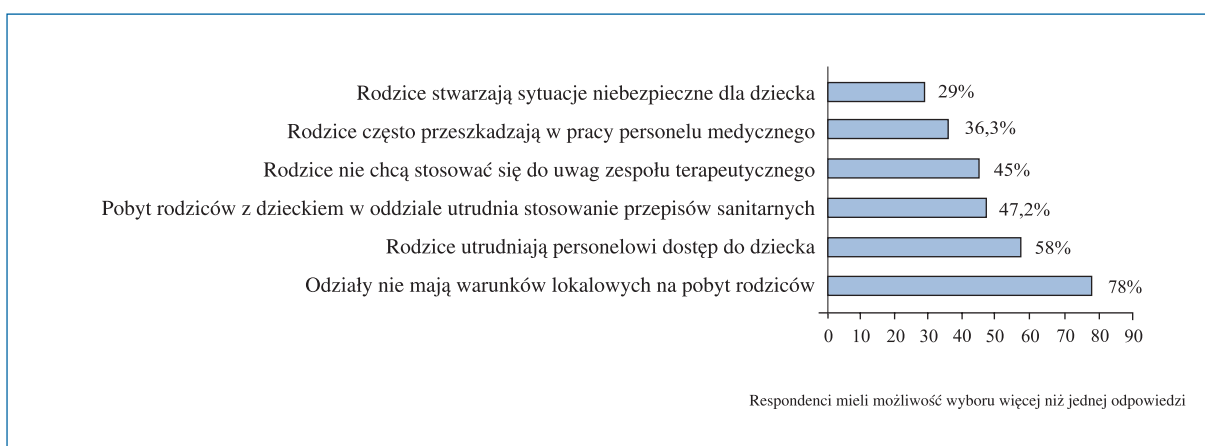 Rodzice stwarzają sytuacje niebezpieczne dla dziecka 29%
Rodzice często przeszkadzają w pracy personelu medycznego 36,3%
Rodzice nie chcą stosować się do uwag zespołu terapeutycznego 45%
Pobyt rodziców z dzieckiem w oddziale utrudnia stosowanie przepisów sanitarnych 47,2%
Rodzice utrudniają personelowi dostęp do dziecka 58%
Odziały nie mają warunków lokalowych na pobyt rodziców 78%
0 10 20 30 40 50 60 70 80 90
Respondenci mieli możliwość wyboru więcej niż jednej odpowiedzi